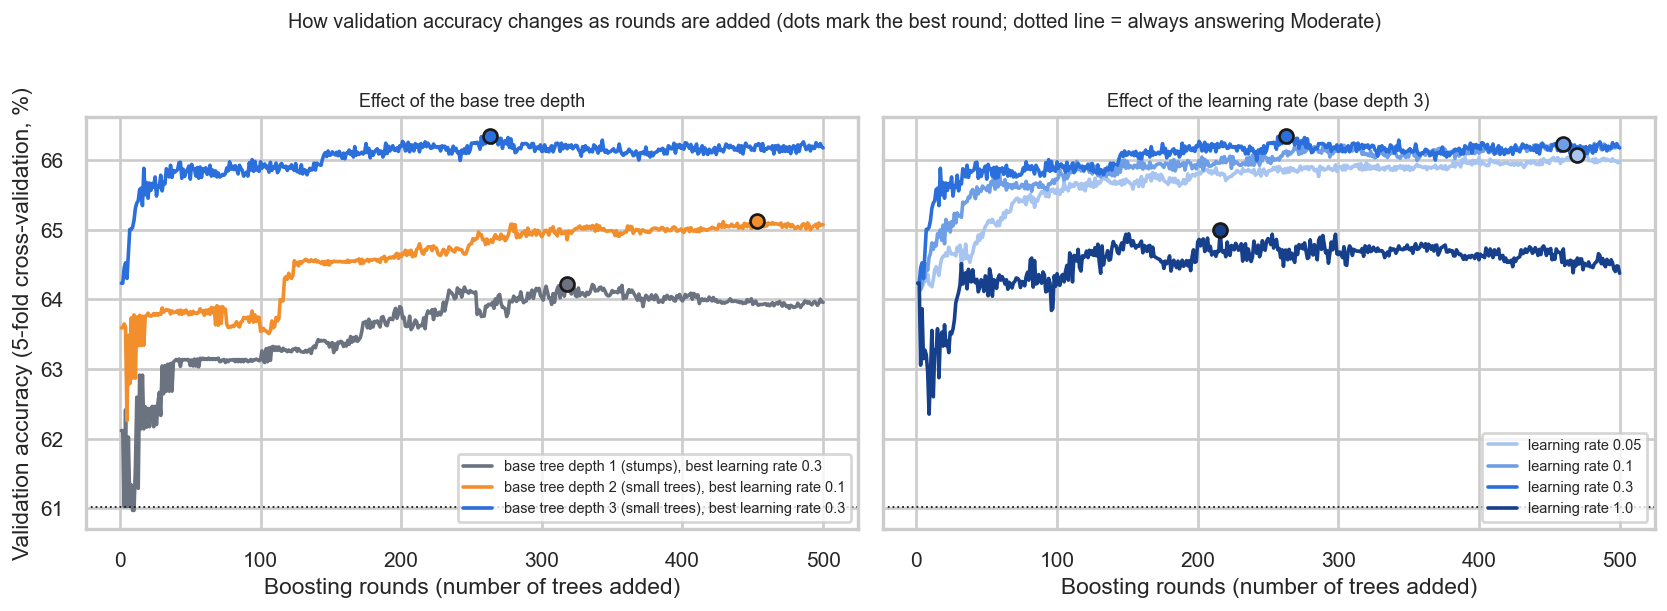 How validation accuracy changes as rounds are added (dots mark the best round; dotted line = always answering Moderate)
Effect of the base tree depth
Validation accuracy (5-fold cross-validation, %)
66
65
64
63
62
61
base tree depth 1 (stumps), best learning rate 0.3
base tree depth 2 (small trees), best learning rate 0.1
base tree depth 3 (small trees), best learning rate 0.3
0 100 200 300 400 500
Boosting rounds (number of trees added)
Effect of the learning rate (base depth 3)
learning rate 0.05
learning rate 0.1
learning rate 0.3
learning rate 1.0
0 100 200 300 400 500
Boosting rounds (number of trees added)